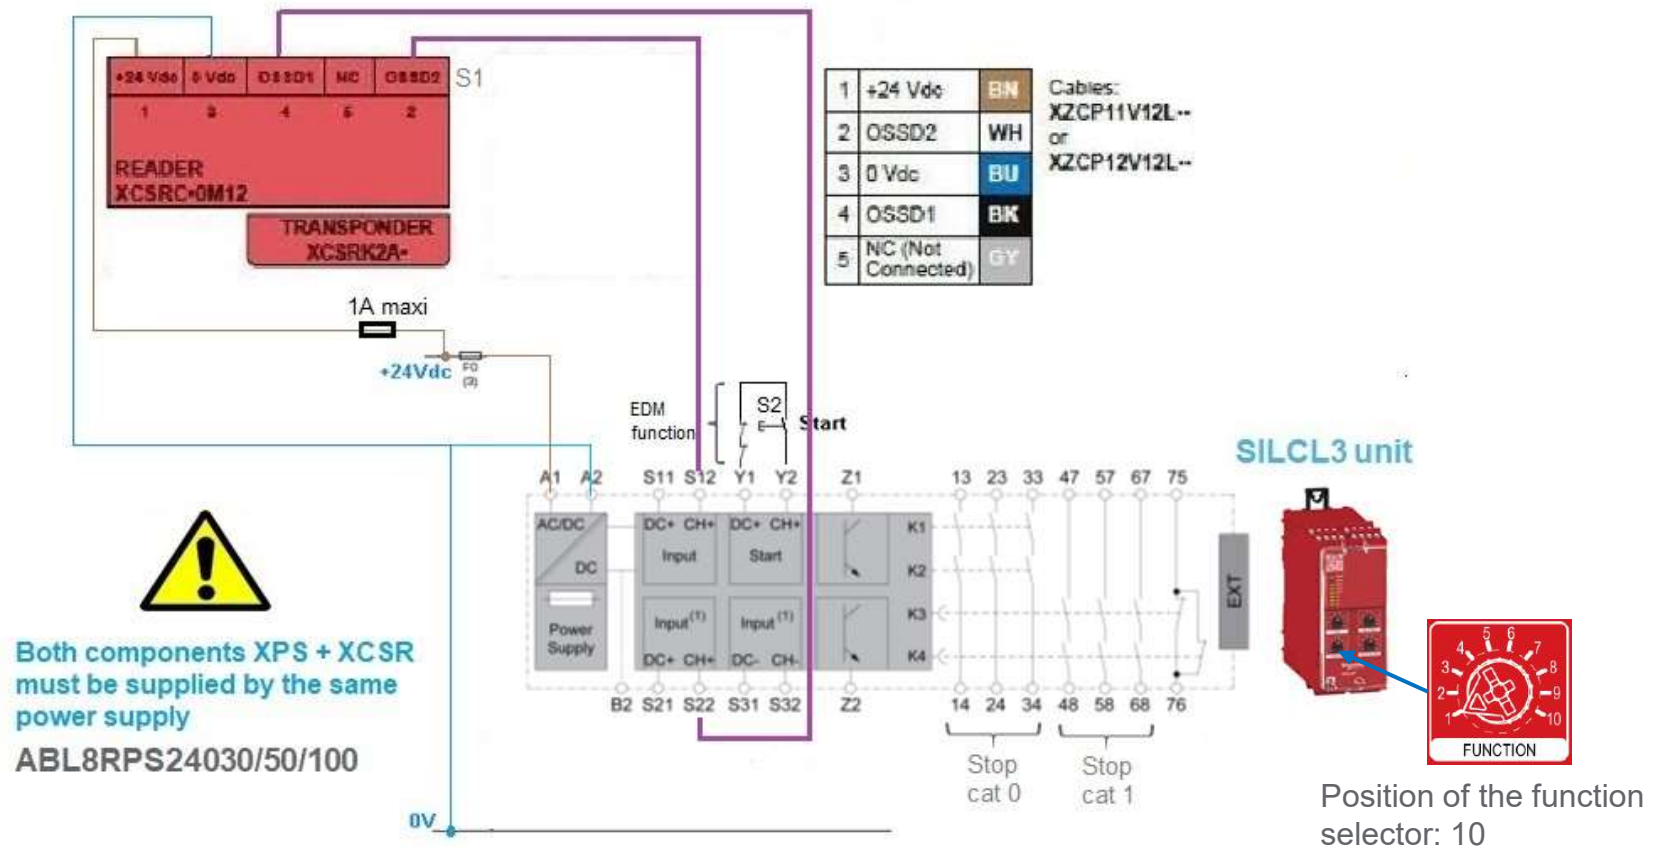 +24 Vdc 0 Vdc OSSD1 NC OSSD2 S1
1 3 4 5 2
READER
XCSRC•0M12
TRANSPONDER
XCSRK2A•
1 +24 Vdc BN
2 OSSD2 WH
3 0 Vdc BU
4 OSSD1 BK
5 NC (Not Connected) GY
Cables:
XZCP11V12L••
or
XZCP12V12L••
1A maxi
+24Vdc
F0
(3)
EDM
function
S2
E
Start
A1 A2 S11 S12 Y1 Y2 Z1 13 23 33 47 57 67 75
AC/DC
DC
Power
Supply
DC+ CH+
Input
DC+ CH+
Start
Input(1)
DC+ CH+
Input(1)
DC- CH-
K1
K2
K3
K4
EXT
B2 S21 S22 S31 S32 Z2 14 24 34 48 58 68 76
Stop
cat 0
Stop
cat 1
SILCL3 unit
Both components XPS + XCSR
must be supplied by the same
power supply
ABL8RPS24030/50/100
0V
1 2 3 4 5 6 7 8 9 10
FUNCTION
Position of the function
selector: 10